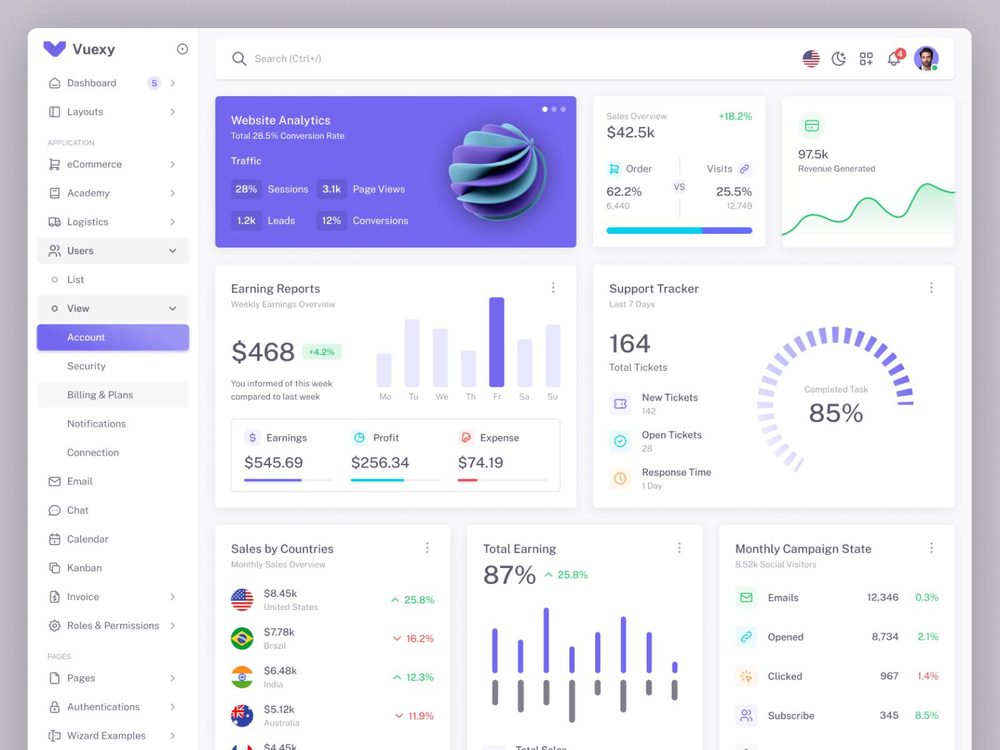 Vuexy
Dashboard 5
Layouts
APPLICATION
eCommerce
Academy
Logistics
Users
List
View
Account
Security
Billing & Plans
Notifications
Connection
Email
Chat
Calendar
Kanban
Invoice
Roles & Permissions
PAGES
Pages
Authentications
Wizard Examples
Search (Ctrl+/)
4
Website Analytics
Total 28.5% Conversion Rate
Traffic
28% Sessions 3.1k Page Views
1.2k Leads 12% Conversions
Sales Overview +18.2%
$42.5k
Order VS Visits
62.2% 25.5%
6,440 12,749
97.5k
Revenue Generated
Earning Reports
Weekly Earnings Overview
$468 +4.2%
You informed of this week
compared to last week
Mo Tu We Th Fr Sa Su
$ Earnings Profit Expense
$545.69 $256.34 $74.19
Support Tracker
Last 7 Days
164
Total Tickets
New Tickets
142
Open Tickets
28
Response Time
1 Day
Completed Task
85%
Sales by Countries
Monthly Sales Overview
$8.45k
United States
25.8%
$7.78k
Brazil
16.2%
$6.48k
India
12.3%
$5.12k
Australia
11.9%
$4.45k
Total Earning
87% 25.8%
Total Sales
Monthly Campaign State
8.52k Social Visitors
Emails 12,346 0.3%
Opened 8,734 2.1%
Clicked 967 1.4%
Subscribe 345 8.5%